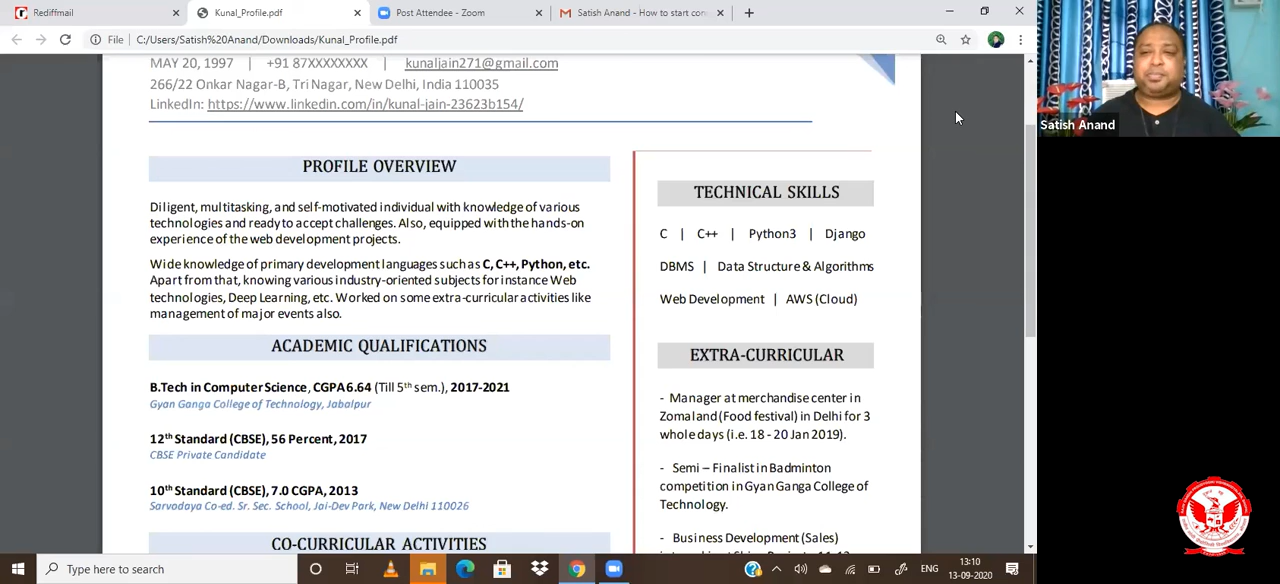 Rediffmail
Kunal_Profile.pdf
Post Attendee - Zoom
Satish Anand - How to start con
File
C:/Users/Satish%20Anand/Downloads/Kunal_Profile.pdf
Satish Anand
MAY 20, 1997 | +91 87XXXXXXXX | kunaljain271@gmail.com
266/22 Onkar Nagar-B, Tri Nagar, New Delhi, India 110035
LinkedIn: https://www.linkedin.com/in/kunal-jain-23623b154/
PROFILE OVERVIEW
Diligent, multitasking, and self-motivated individual with knowledge of various
technologies and ready to accept challenges. Also, equipped with the hands-on
experience of the web development projects.
Wide knowledge of primary development languages such as C, C++, Python, etc.
Apart from that, knowing various industry-oriented subjects for instance Web
technologies, Deep Learning, etc. Worked on some extra-curricular activities like
management of major events also.
ACADEMIC QUALIFICATIONS
B.Tech in Computer Science, CGPA 6.64 (Till 5th sem.), 2017-2021
Gyan Ganga College of Technology, Jabalpur
12th Standard (CBSE), 56 Percent, 2017
CBSE Private Candidate
10th Standard (CBSE), 7.0 CGPA, 2013
Sarvodaya Co-ed. Sr. Sec. School, Jai-Dev Park, New Delhi 110026
CO-CURRICULAR ACTIVITIES
TECHNICAL SKILLS
C | C++ | Python3 | Django
DBMS | Data Structure & Algorithms
Web Development | AWS (Cloud)
EXTRA-CURRICULAR
- Manager at merchandise center in
Zomaland (Food festival) in Delhi for 3
whole days (i.e. 18 - 20 Jan 2019).
- Semi – Finalist in Badminton
competition in Gyan Ganga College of
Technology.
- Business Development (Sales)
Type here to search
ENG
13:10
13-09-2020